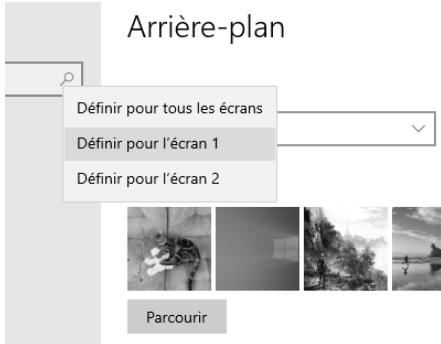 Arrière-plan
Définir pour tous les écrans
Définir pour l'écran 1
Définir pour l'écran 2
Parcourir